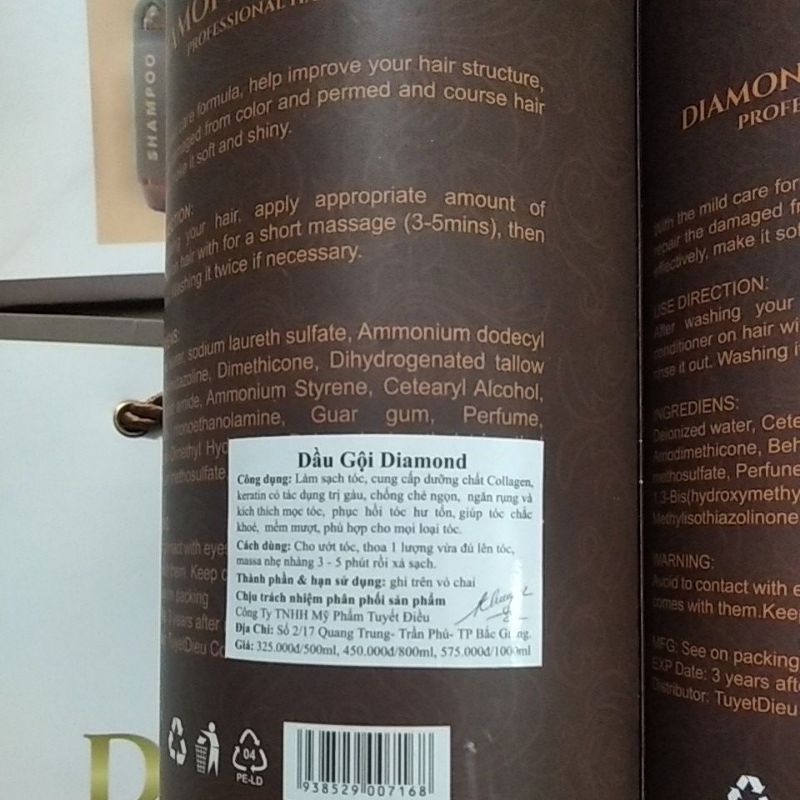 SHAMPOO
PROFESSIONAL
care formula, help improve your hair structure,
from color and permed and course hair
it soft and shiny.
your hair, apply appropriate amount of
hair with for a short massage (3-5mins), then
washing it twice if necessary.
sodium laureth sulfate, Ammonium dodecyl
Dimethicone, Dihydrogenated tallow
Ammonium Styrene, Cetearyl Alcohol,
Guar gum, Perfume,
Dầu Gội Diamond
Công dụng: Làm sạch tóc, cung cấp dưỡng chất Collagen,
keratin có tác dụng trị gàu, chống chẻ ngọn, ngăn rụng và
kích thích mọc tóc, phục hồi tóc hư tổn, giúp tóc chắc
khoẻ, mềm mượt, phù hợp cho mọi loại tóc.
Cách dùng: Cho ướt tóc, thoa 1 lượng vừa đủ lên tóc,
massa nhẹ nhàng 3 - 5 phút rồi xả sạch.
Thành phần & hạn sử dụng: ghi trên vỏ chai
Chịu trách nhiệm phân phối sản phẩm
Công Ty TNHH Mỹ Phẩm Tuyết Diệu
Địa Chỉ: Số 2/17 Quang Trung- Trần Phú- TP Bắc Giang.
Giá: 325.000đ/500ml, 450.000đ/800ml, 575.000đ/1000ml
with eyes
them. Keep
packing
years after
TuyetDieu Co
04
PE-LD
938529 007168
DIAMON
PROFE
With the mild care for
repair the damaged fr
effectively, make it sof
USE DIRECTION:
After washing your
conditioner on hair wi
rinse it out. Washing i
INGREDIENS:
Deionized water, Cete
Amodimethicone, Beh
methosulfate, Perfume
1,3-Bis(hydroxymethy
Methylisothiazolinone
WARNING:
Avoid to contact with e
comes with them.Kee
MFG: See on packing
EXP Date: 3 years afte
Distributor: TuyetDieu
D